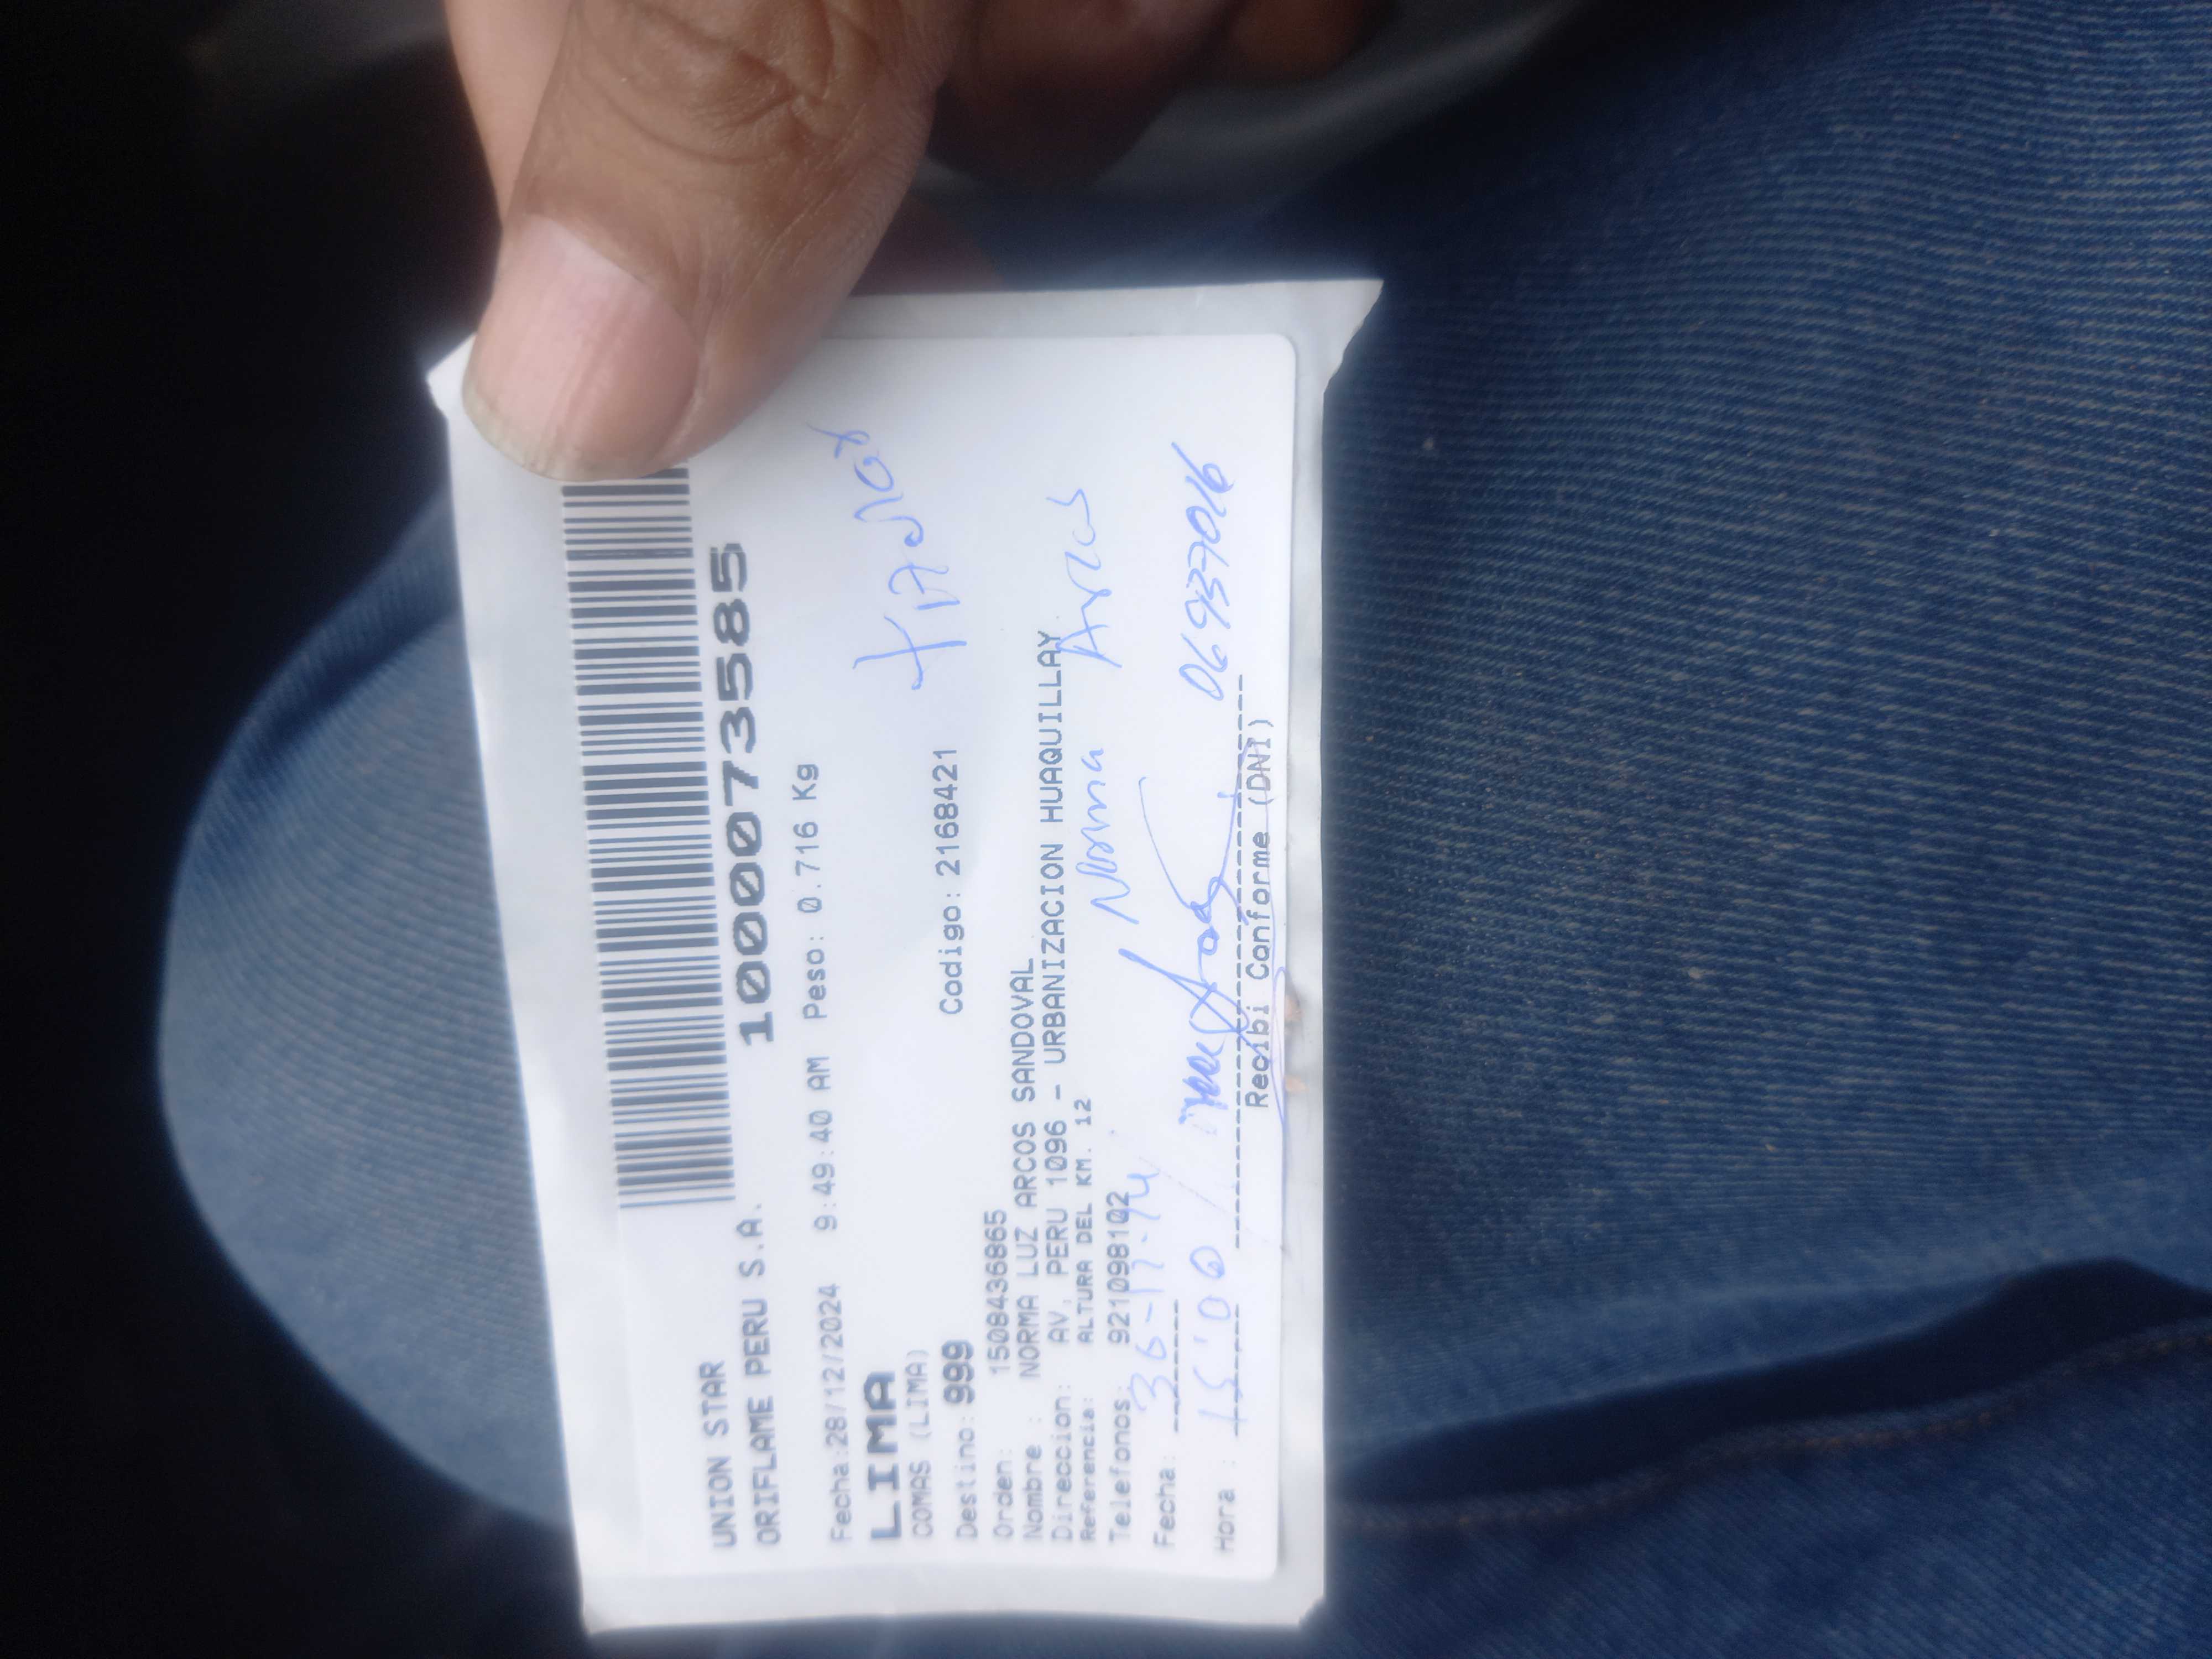 UNION STAR
ORIFLAME PERU S.A.
1000073585
Fecha:28/12/2024 9:49:40 AM Peso: 0.716 Kg
LIMA
COMAS (LIMA)
Destino: 999 Codigo: 2168421
Orden: 1508436865
Nombre : NORMA LUZ ARCOS SANDOVAL
Direccion: AV. PERU 1096 - URBANIZACION HUAQUILLAY
Referencia: ALTURA DEL KM. 12
Telefonos: 921098102
Norma Arcos
Fecha:
Hora : 15:00 06937016
Recibi Conforme (DNI)